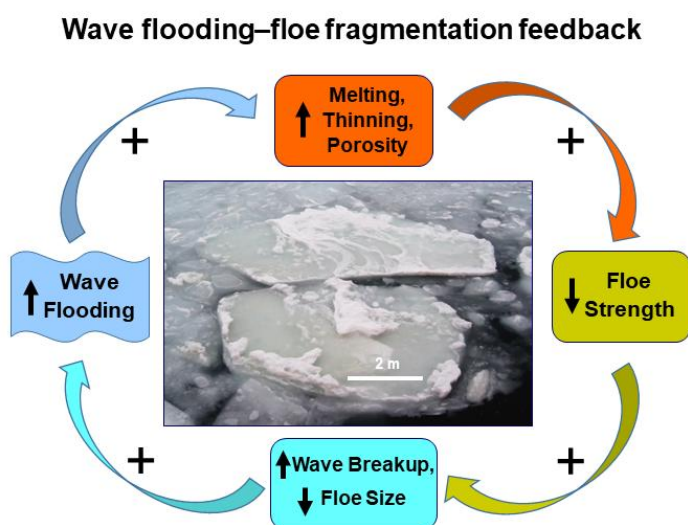 Wave flooding–floe fragmentation feedback
↑ Melting,
Thinning,
Porosity
+
+
↑ Wave
Flooding
↓ Floe
Strength
2 m
+
+
↑Wave Breakup,
↓ Floe Size